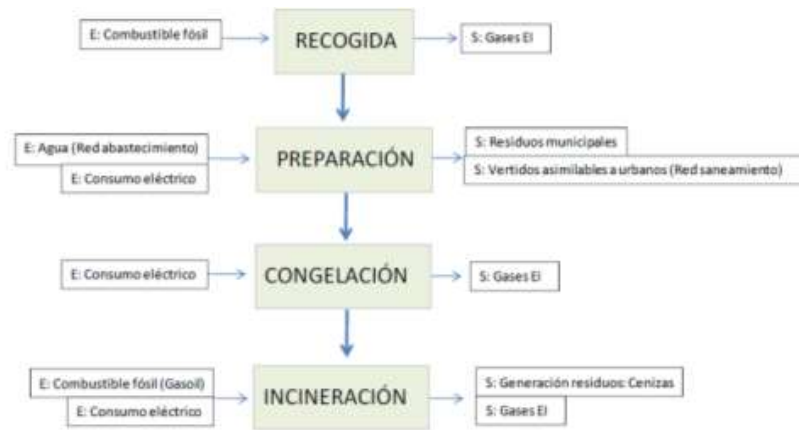 E: Combustible fósil
RECOGIDA
S: Gases EI
E: Agua (Red abastecimiento)
E: Consumo eléctrico
PREPARACIÓN
S: Residuos municipales
S: Vertidos asimilables a urbanos (Red saneamiento)
E: Consumo eléctrico
CONGELACIÓN
S: Gases EI
E: Combustible fósil (Gasoil)
E: Consumo eléctrico
INCINERACIÓN
S: Generación residuos: Cenizas
S: Gases EI